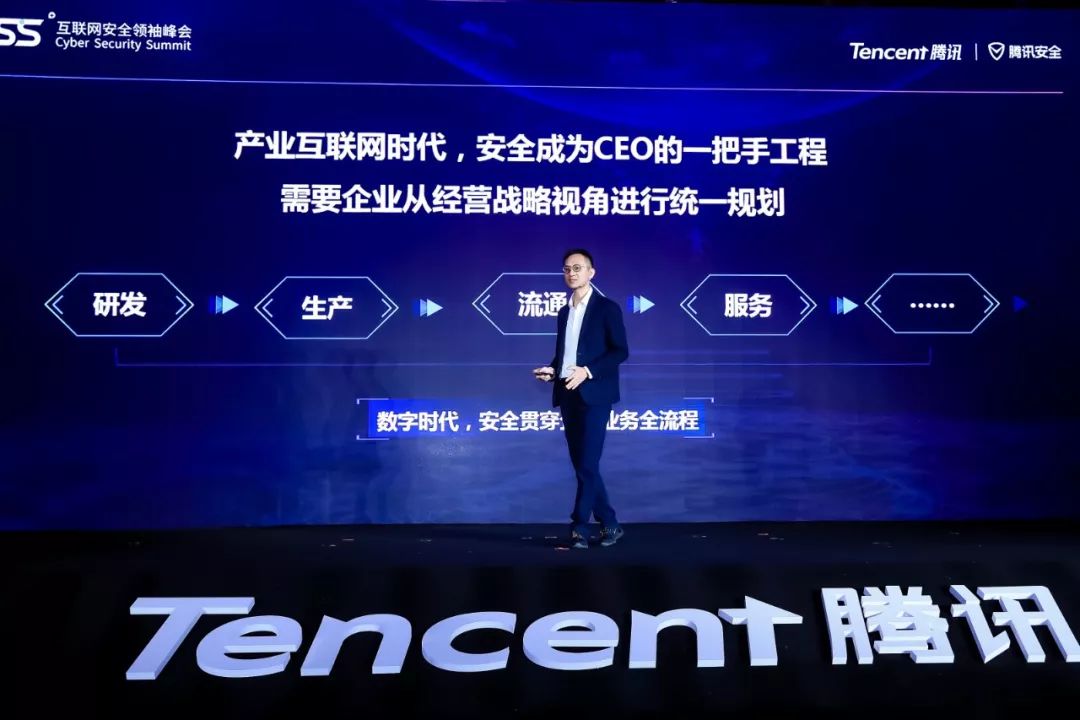 SS 互联网安全领袖峰会
Cyber Security Summit
Tencent腾讯 | 腾讯安全
产业互联网时代，安全成为CEO的一把手工程
需要企业从经营战略视角进行统一规划
研发 生产 流通 服务 ······
数字时代，安全贯穿 业务全流程
Tencent腾讯